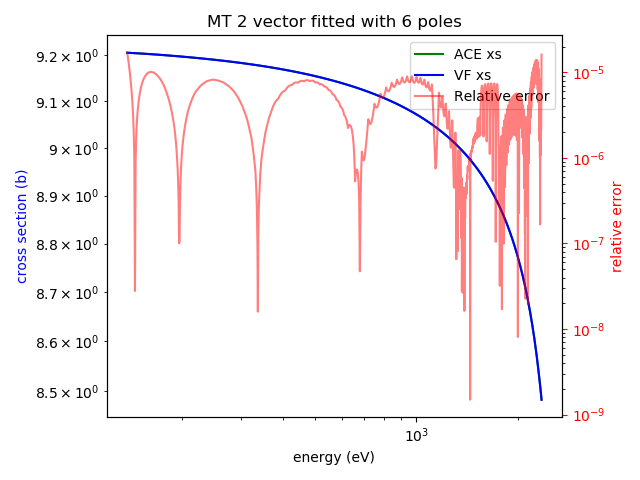 MT 2 vector fitted with 6 poles
ACE xs
VF xs
Relative error
9.2 × 10⁰
9.1 × 10⁰
9 × 10⁰
8.9 × 10⁰
8.8 × 10⁰
8.7 × 10⁰
8.6 × 10⁰
8.5 × 10⁰
cross section (b)
10⁻⁵
10⁻⁶
10⁻⁷
10⁻⁸
10⁻⁹
relative error
10³
energy (eV)